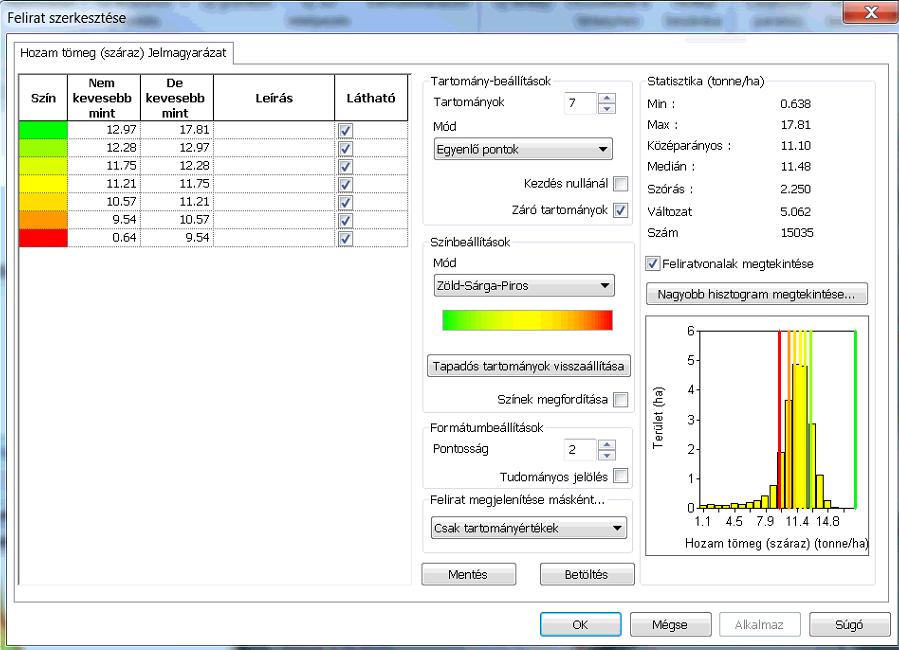 Felirat szerkesztése
Hozam tömeg (száraz) Jelmagyarázat
Szín
Nem kevesebb mint
De kevesebb mint
Leírás
Látható
12.97 17.81
12.28 12.97
11.75 12.28
11.21 11.75
10.57 11.21
9.54 10.57
0.64 9.54
Tartomány-beállítások
Tartományok 7
Mód
Egyenlő pontok
Kezdés nullánál
Záró tartományok
Színbeállítások
Mód
Zöld-Sárga-Piros
Tapadós tartományok visszaállítása
Színek megfordítása
Formátumbeállítások
Pontosság 2
Tudományos jelölés
Felirat megjelenítése másként...
Csak tartományértékek
Mentés
Betöltés
Statisztika (tonne/ha)
Min : 0.638
Max : 17.81
Középarányos : 11.10
Medián : 11.48
Szórás : 2.250
Változat 5.062
Szám 15035
Feliratvonalak megtekintése
Nagyobb hisztogram megtekintése...
Terület (ha)
6
5
4
3
2
1
0
1.1 4.5 7.9 11.4 14.8
Hozam tömeg (száraz) (tonne/ha)
OK
Mégse
Alkalmaz
Súgó